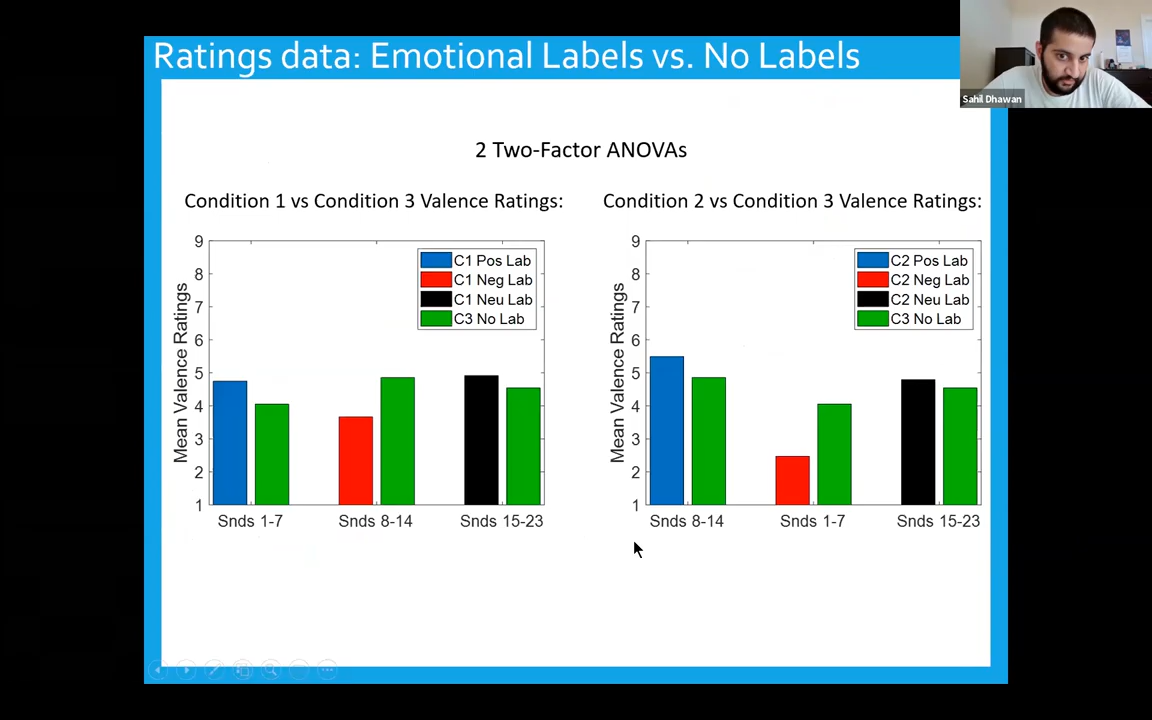 Ratings data: Emotional Labels vs. No Labels
Sahil Dhawan
2 Two-Factor ANOVAs
Condition 1 vs Condition 3 Valence Ratings:
9
8
7
6
5
4
3
2
1
Mean Valence Ratings
C1 Pos Lab
C1 Neg Lab
C1 Neu Lab
C3 No Lab
Snds 1-7
Snds 8-14
Snds 15-23
Condition 2 vs Condition 3 Valence Ratings:
9
8
7
6
5
4
3
2
1
Mean Valence Ratings
C2 Pos Lab
C2 Neg Lab
C2 Neu Lab
C3 No Lab
Snds 8-14
Snds 1-7
Snds 15-23